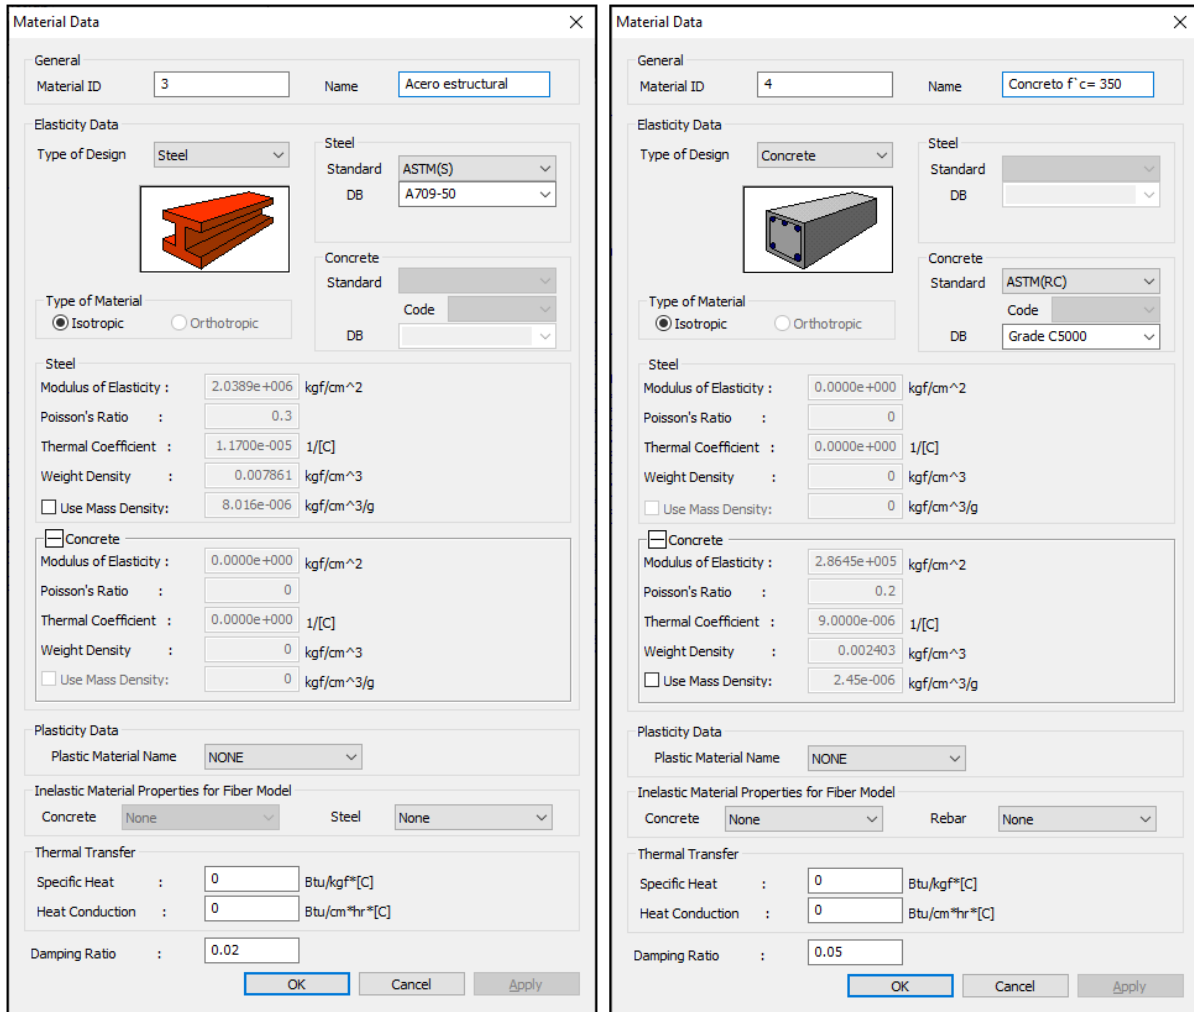 Material Data
General
Material ID 3 Name Acero estructural
Elasticity Data
Type of Design Steel
Steel
Standard ASTM(S)
DB A709-50
Concrete
Standard
Code
DB
Type of Material
Isotropic Orthotropic
Steel
Modulus of Elasticity : 2.0389e+006 kgf/cm^2
Poisson's Ratio : 0.3
Thermal Coefficient : 1.1700e-005 1/[C]
Weight Density : 0.007861 kgf/cm^3
Use Mass Density: 8.016e-006 kgf/cm^3/g
Concrete
Modulus of Elasticity : 0.0000e+000 kgf/cm^2
Poisson's Ratio : 0
Thermal Coefficient : 0.0000e+000 1/[C]
Weight Density : 0 kgf/cm^3
Use Mass Density: 0 kgf/cm^3/g
Plasticity Data
Plastic Material Name NONE
Inelastic Material Properties for Fiber Model
Concrete None Steel None
Thermal Transfer
Specific Heat : 0 Btu/kgf*[C]
Heat Conduction : 0 Btu/cm*hr*[C]
Damping Ratio : 0.02
OK Cancel Apply
Material Data
General
Material ID 4 Name Concreto f`c= 350
Elasticity Data
Type of Design Concrete
Steel
Standard
DB
Concrete
Standard ASTM(RC)
Code
DB Grade C5000
Type of Material
Isotropic Orthotropic
Steel
Modulus of Elasticity : 0.0000e+000 kgf/cm^2
Poisson's Ratio : 0
Thermal Coefficient : 0.0000e+000 1/[C]
Weight Density : 0 kgf/cm^3
Use Mass Density: 0 kgf/cm^3/g
Concrete
Modulus of Elasticity : 2.8645e+005 kgf/cm^2
Poisson's Ratio : 0.2
Thermal Coefficient : 9.0000e-006 1/[C]
Weight Density : 0.002403 kgf/cm^3
Use Mass Density: 2.45e-006 kgf/cm^3/g
Plasticity Data
Plastic Material Name NONE
Inelastic Material Properties for Fiber Model
Concrete None Rebar None
Thermal Transfer
Specific Heat : 0 Btu/kgf*[C]
Heat Conduction : 0 Btu/cm*hr*[C]
Damping Ratio : 0.05
OK Cancel Apply